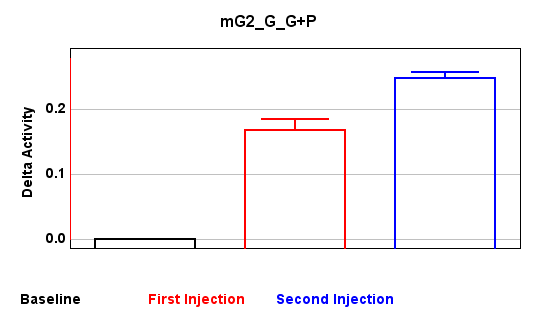 mG2_G_G+P
Delta Activity
0.2
0.1
0.0
Baseline First Injection Second Injection